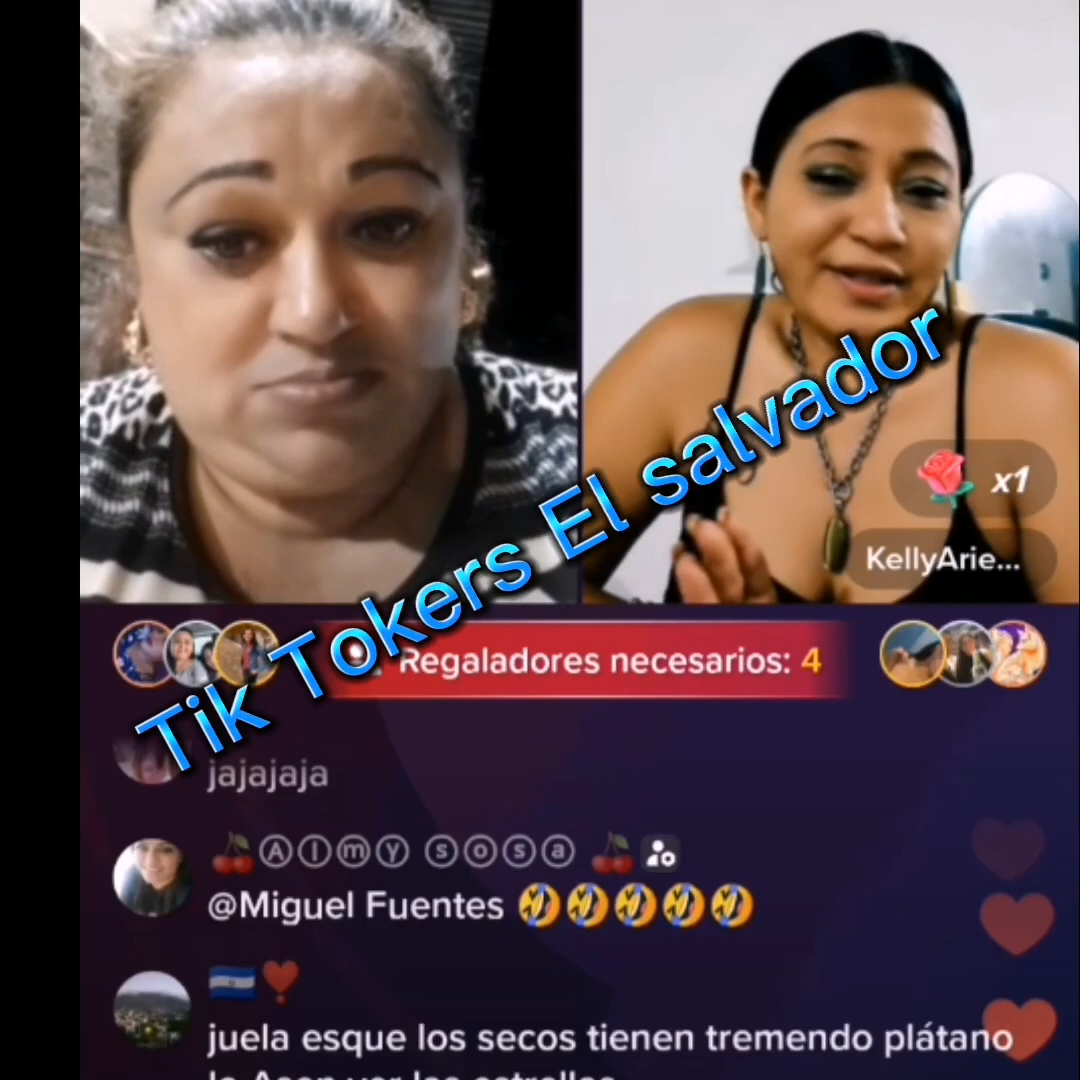 x1
KellyArie...
Tik Tokers El salvador
Regaladores necesarios: 4
jajajaja
🍒Ⓐⓛⓜⓨ ⓢⓞⓢⓐ 🍒
@Miguel Fuentes 🤣🤣🤣🤣🤣
🇸🇻❣️
juela esque los secos tienen tremendo plátano